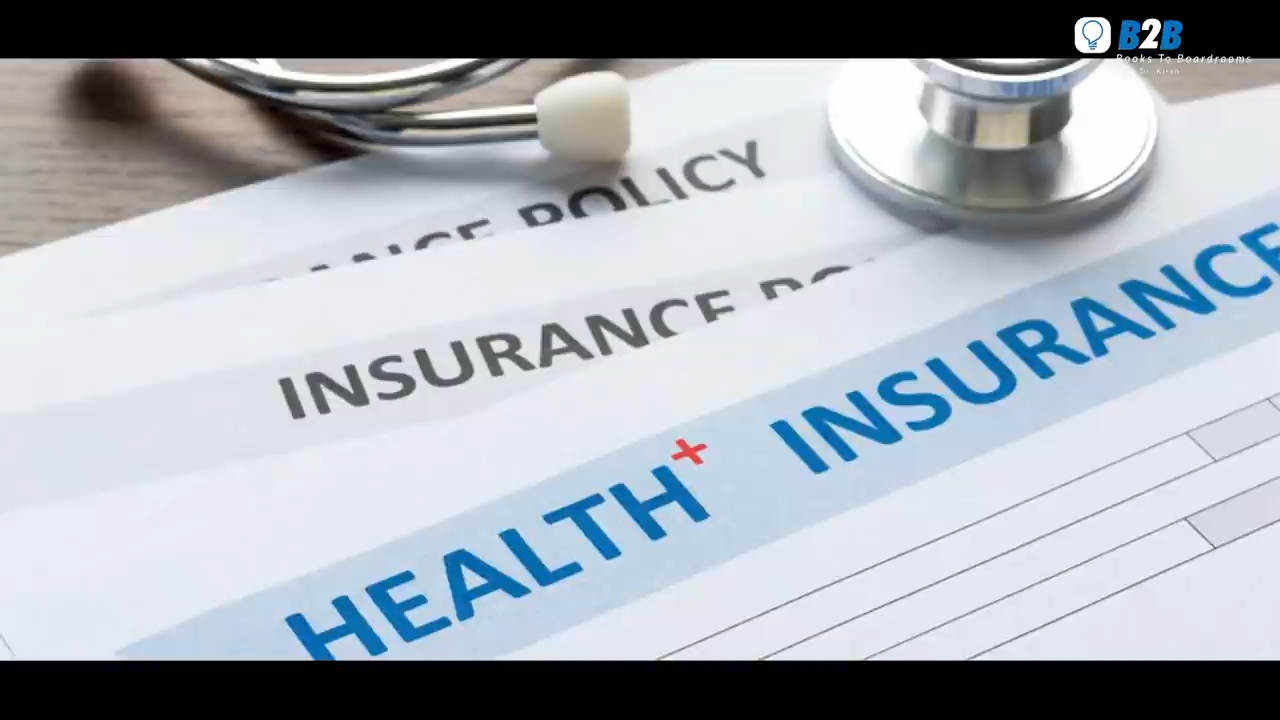 B2B
Books To Boardrooms
POLICY
INSURANCE
HEALTH+ INSURANCE